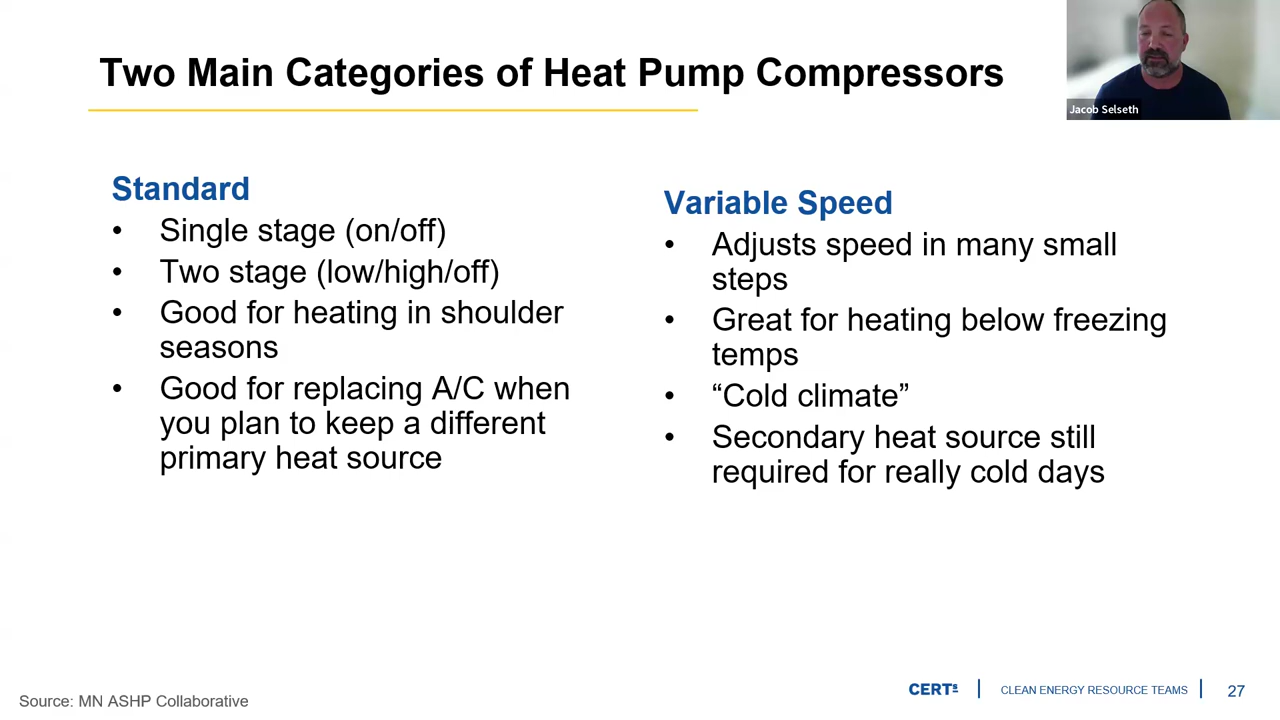 Two Main Categories of Heat Pump Compressors
Jacob Selseth
Standard
• Single stage (on/off)
• Two stage (low/high/off)
• Good for heating in shoulder
seasons
• Good for replacing A/C when
you plan to keep a different
primary heat source
Variable Speed
• Adjusts speed in many small
steps
• Great for heating below freezing
temps
• “Cold climate”
• Secondary heat source still
required for really cold days
Source: MN ASHP Collaborative
CERTs | CLEAN ENERGY RESOURCE TEAMS | 27